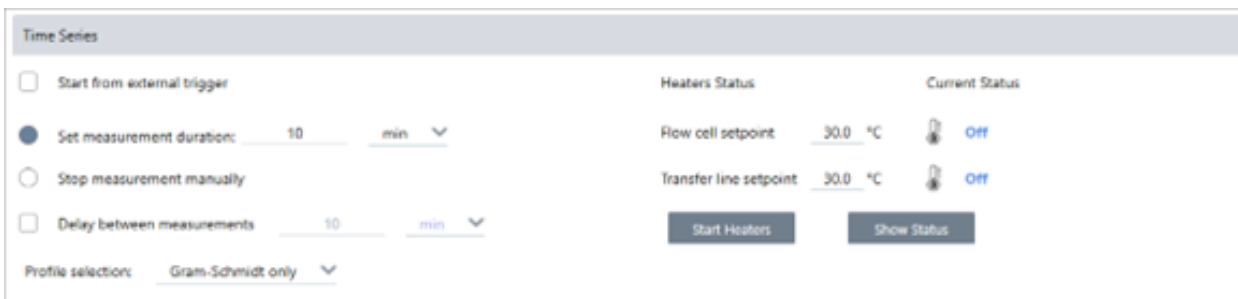 Time Series
Start from external trigger Heaters Status Current Status
Set measurement duration: 10 min Flow cell setpoint 30.0 °C Off
Stop measurement manually Transfer line setpoint 30.0 °C Off
Delay between measurements 10 min Start Heaters Show Status
Profile selection: Gram-Schmidt only